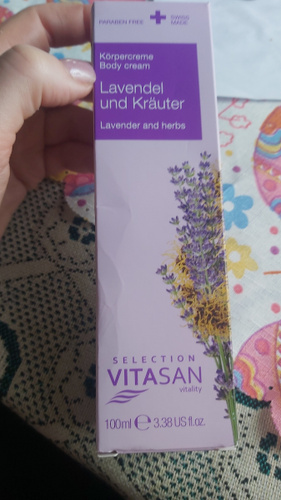 PARABEN FREE + SWISS
MADE
Körpercreme
Body cream
Lavendel
und Kräuter
Lavender and herbs
SELECTION
VITASAN
vitality
100ml ℮ 3.38 US fl.oz.